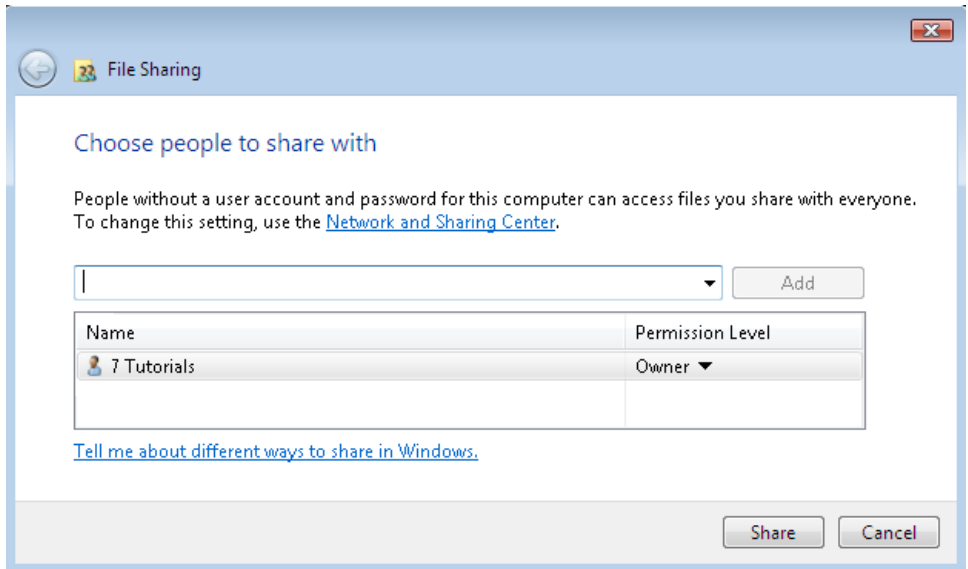 File Sharing
Choose people to share with
People without a user account and password for this computer can access files you share with everyone.
To change this setting, use the Network and Sharing Center.
Add
Name Permission Level
7 Tutorials Owner
Tell me about different ways to share in Windows.
Share Cancel